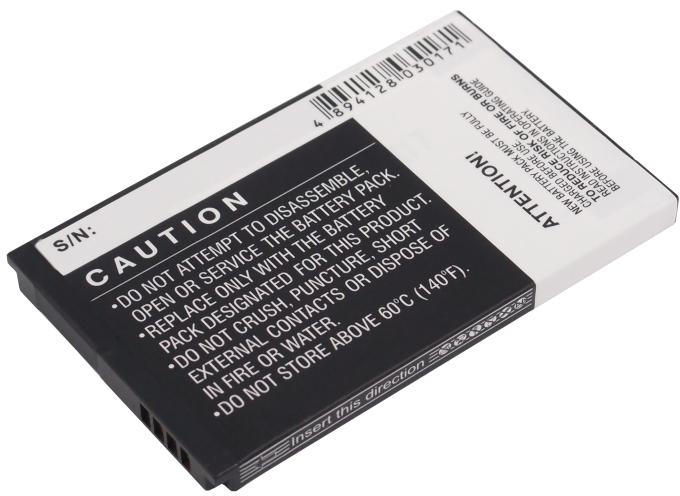 S/N:
4 894128 030171
CAUTION
•DO NOT ATTEMPT TO DISASSEMBLE,
OPEN OR SERVICE THE BATTERY PACK.
•REPLACE ONLY WITH THE BATTERY
PACK DESIGNATED FOR THIS PRODUCT.
•DO NOT CRUSH, PUNCTURE, SHORT
EXTERNAL CONTACTS OR DISPOSE OF
IN FIRE OR WATER.
•DO NOT STORE ABOVE 60°C (140°F).
Insert this direction
ATTENTION!
NEW BATTERY PACK MUST BE FULLY
CHARGED BEFORE USE.
TO REDUCE RISK OF FIRE OR BURNS
READ INSTRUCTIONS IN OPERATING GUIDE
BEFORE USING THE BATTERY.